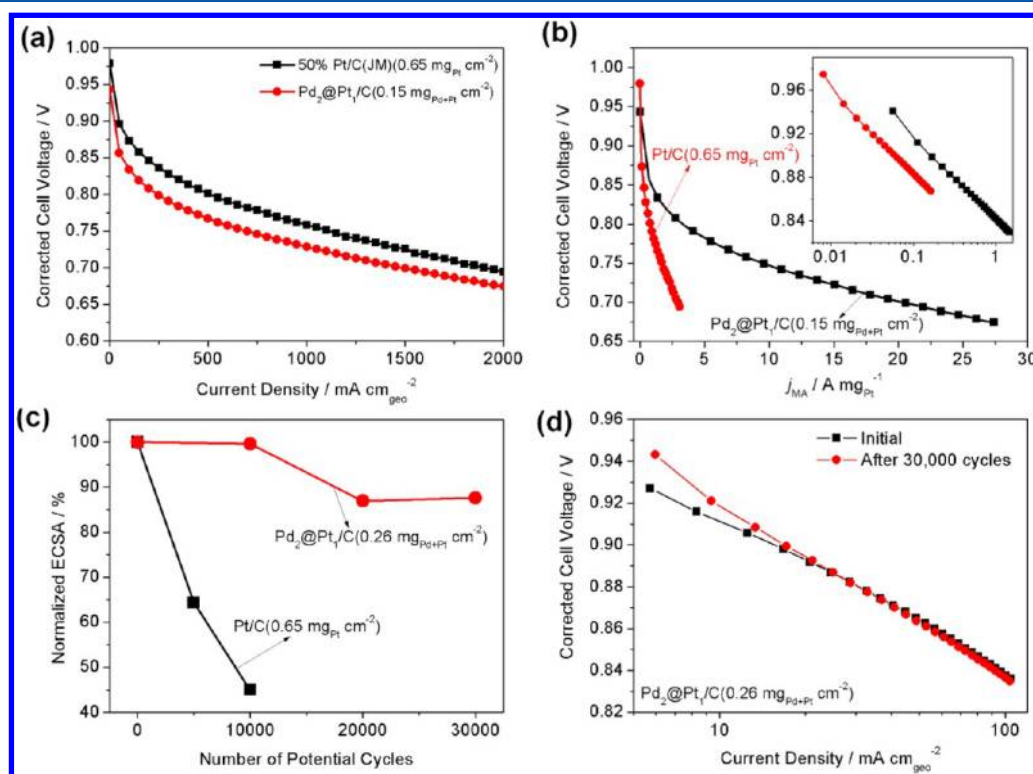 (a)
50% Pt/C(JM)(0.65 mgPt cm-2)
Pd2@Pt1/C(0.15 mgPd+Pt cm-2)
1.00
0.95
0.90
0.85
0.80
0.75
0.70
0.65
0.60
Corrected Cell Voltage / V
0 500 1000 1500 2000
Current Density / mA cmgeo-2
(b)
1.00
0.95
0.90
0.85
0.80
0.75
0.70
0.65
Corrected Cell Voltage / V
Pt/C(0.65 mgPt cm-2)
0.96
0.92
0.88
0.84
0.01 0.1 1
Pd2@Pt1/C(0.15 mgPd+Pt cm-2)
0 5 10 15 20 25 30
jMA / A mgPt-1
(c)
100
90
80
70
60
50
40
Normalized ECSA / %
Pd2@Pt1/C(0.26 mgPd+Pt cm-2)
Pt/C(0.65 mgPt cm-2)
0 10000 20000 30000
Number of Potential Cycles
(d)
Initial
After 30,000 cycles
0.96
0.94
0.92
0.90
0.88
0.86
0.84
0.82
Corrected Cell Voltage / V
Pd2@Pt1/C(0.26 mgPd+Pt cm-2)
10 100
Current Density / mA cmgeo-2